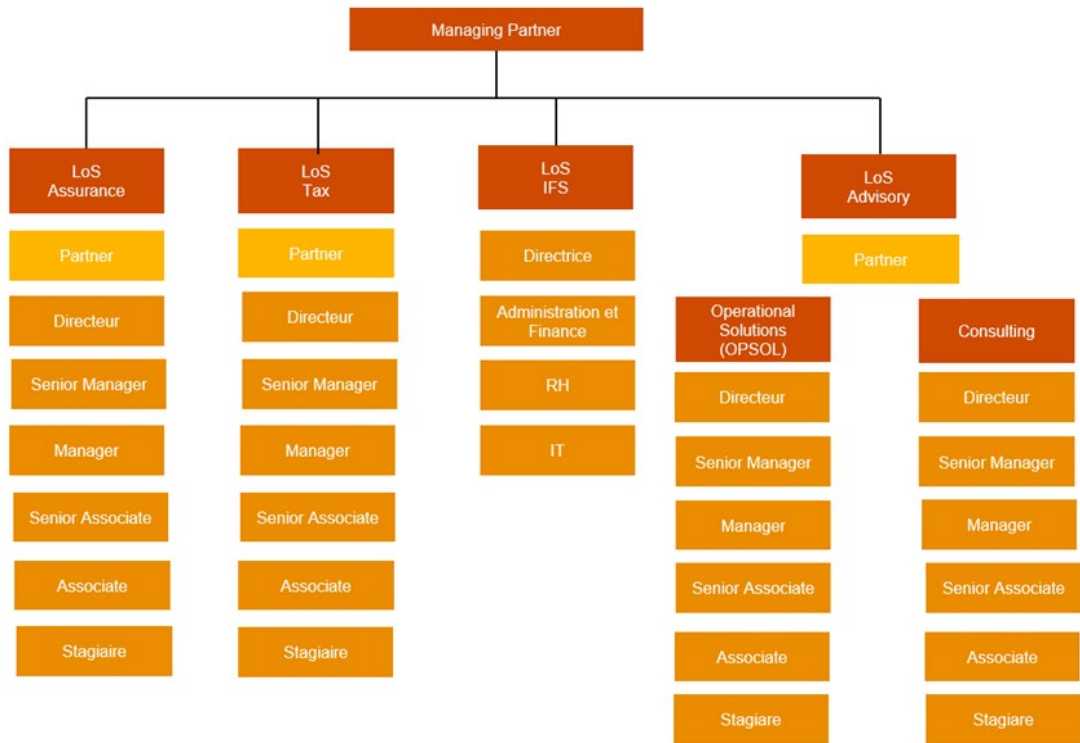 Managing Partner
LoS
Assurance
Partner
Directeur
Senior Manager
Manager
Senior Associate
Associate
Stagiaire
LoS
Tax
Partner
Directeur
Senior Manager
Manager
Senior Associate
Associate
Stagiaire
LoS
IFS
Directrice
Administration et
Finance
RH
IT
LoS
Advisory
Partner
Operational
Solutions
(OPSOL)
Directeur
Senior Manager
Manager
Senior Associate
Associate
Stagiare
Consulting
Directeur
Senior Manager
Manager
Senior Associate
Associate
Stagiare